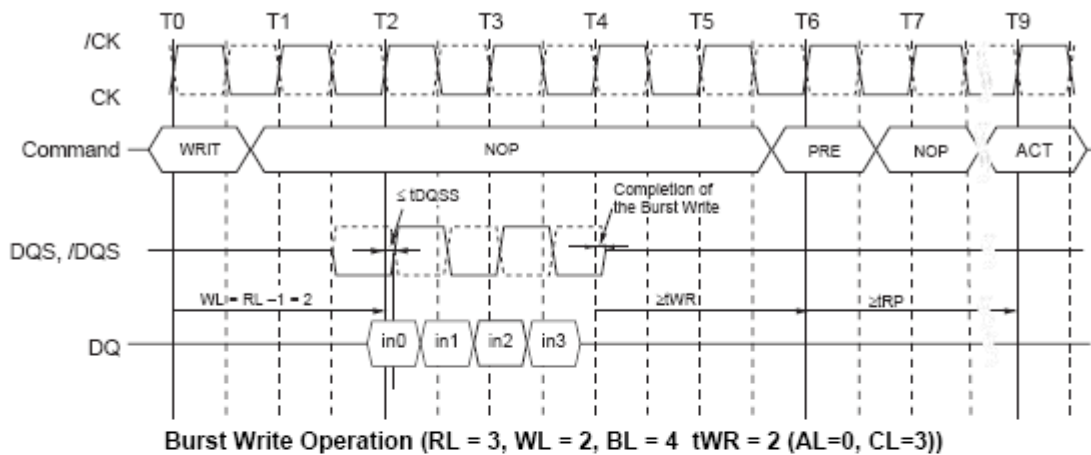 T0 T1 T2 T3 T4 T5 T6 T7 T9
/CK
CK
Command WRIT NOP PRE NOP ACT
≤ tDQSS
Completion of
the Burst Write
DQS, /DQS
WL = RL –1 = 2 ≥tWR ≥tRP
DQ in0 in1 in2 in3
Burst Write Operation (RL = 3, WL = 2, BL = 4 tWR = 2 (AL=0, CL=3))